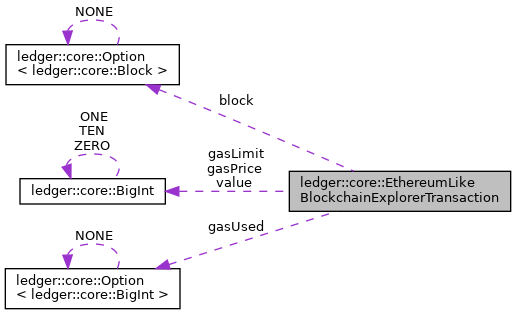 NONE
ledger::core::Option
< ledger::core::Block >
block
ONE
TEN
ZERO
ledger::core::BigInt
gasLimit
gasPrice
value
ledger::core::EthereumLike
BlockchainExplorerTransaction
gasUsed
NONE
ledger::core::Option
< ledger::core::BigInt >